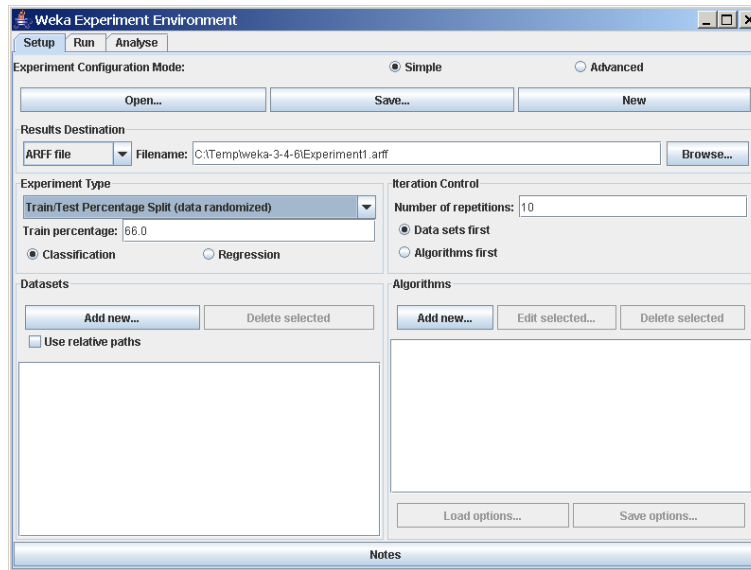 Weka Experiment Environment
Setup Run Analyse
Experiment Configuration Mode: Simple Advanced
Open... Save... New
Results Destination
ARFF file Filename: C:\Temp\weka-3-4-6\Experiment1.arff Browse...
Experiment Type
Train/Test Percentage Split (data randomized)
Train percentage: 66.0
Classification Regression
Iteration Control
Number of repetitions: 10
Data sets first
Algorithms first
Datasets
Add new... Delete selected
Use relative paths
Algorithms
Add new... Edit selected... Delete selected
Load options... Save options...
Notes